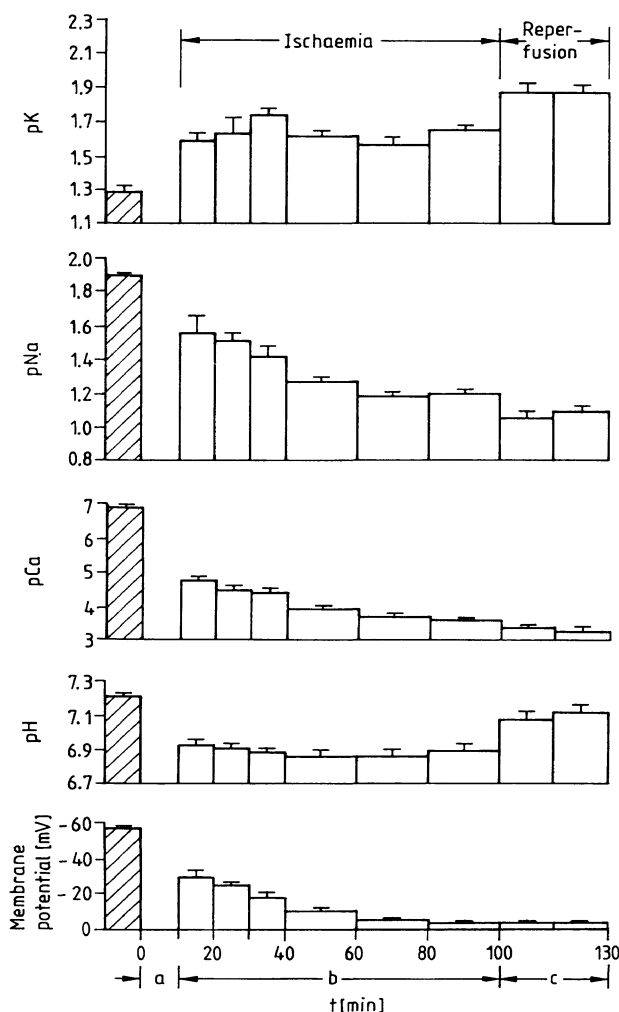 Ischaemia
Reper-
fusion
pK
2.3
2.1
1.9
1.7
1.5
1.3
1.1
pNa
2.0
1.8
1.6
1.4
1.2
1.0
0.8
pCa
7
6
5
4
3
pH
7.3
7.1
6.9
6.7
Membrane
potential [mV]
- 60
- 40
- 20
0
0 20 40 60 80 100 130
a b c
t [min]